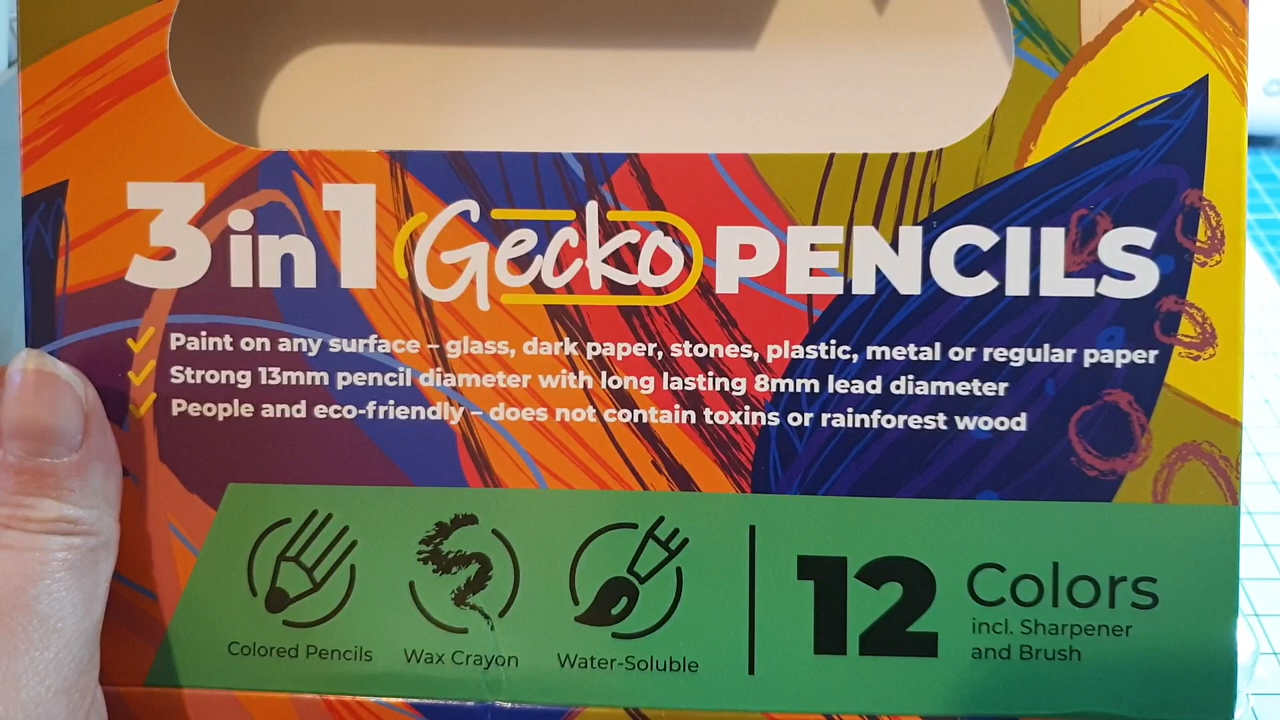 3 in 1 Gecko PENCILS
Paint on any surface – glass, dark paper, stones, plastic, metal or regular paper
Strong 13mm pencil diameter with long lasting 8mm lead diameter
People and eco-friendly – does not contain toxins or rainforest wood
Colored Pencils
Wax Crayon
Water-Soluble
12 Colors
incl. Sharpener
and Brush